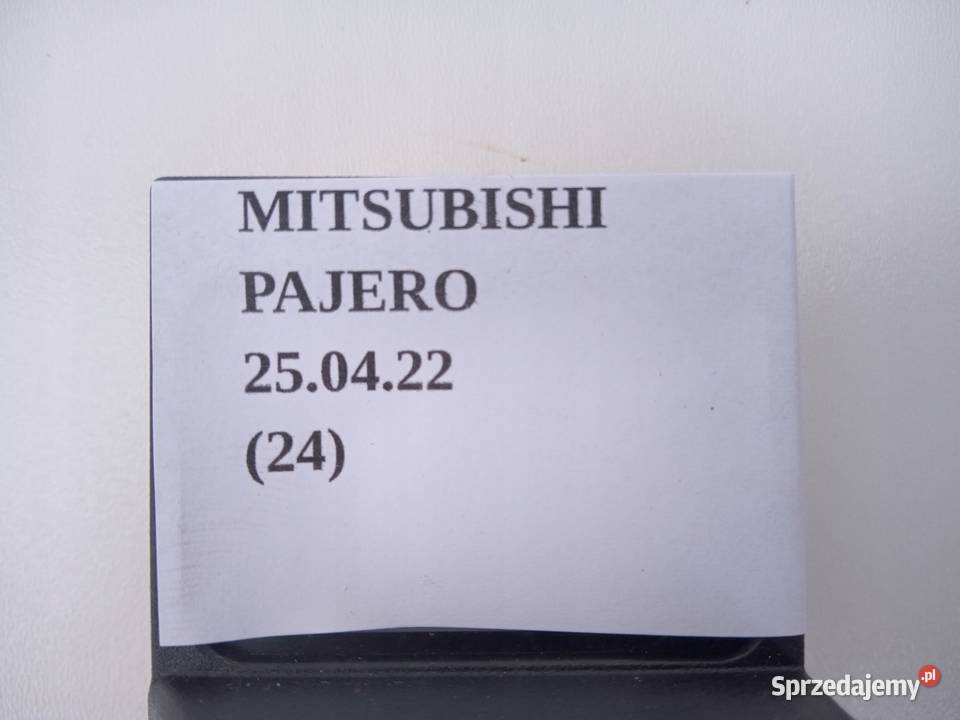 MITSUBISHI
PAJERO
25.04.22
(24)
Sprzedajemy.pl